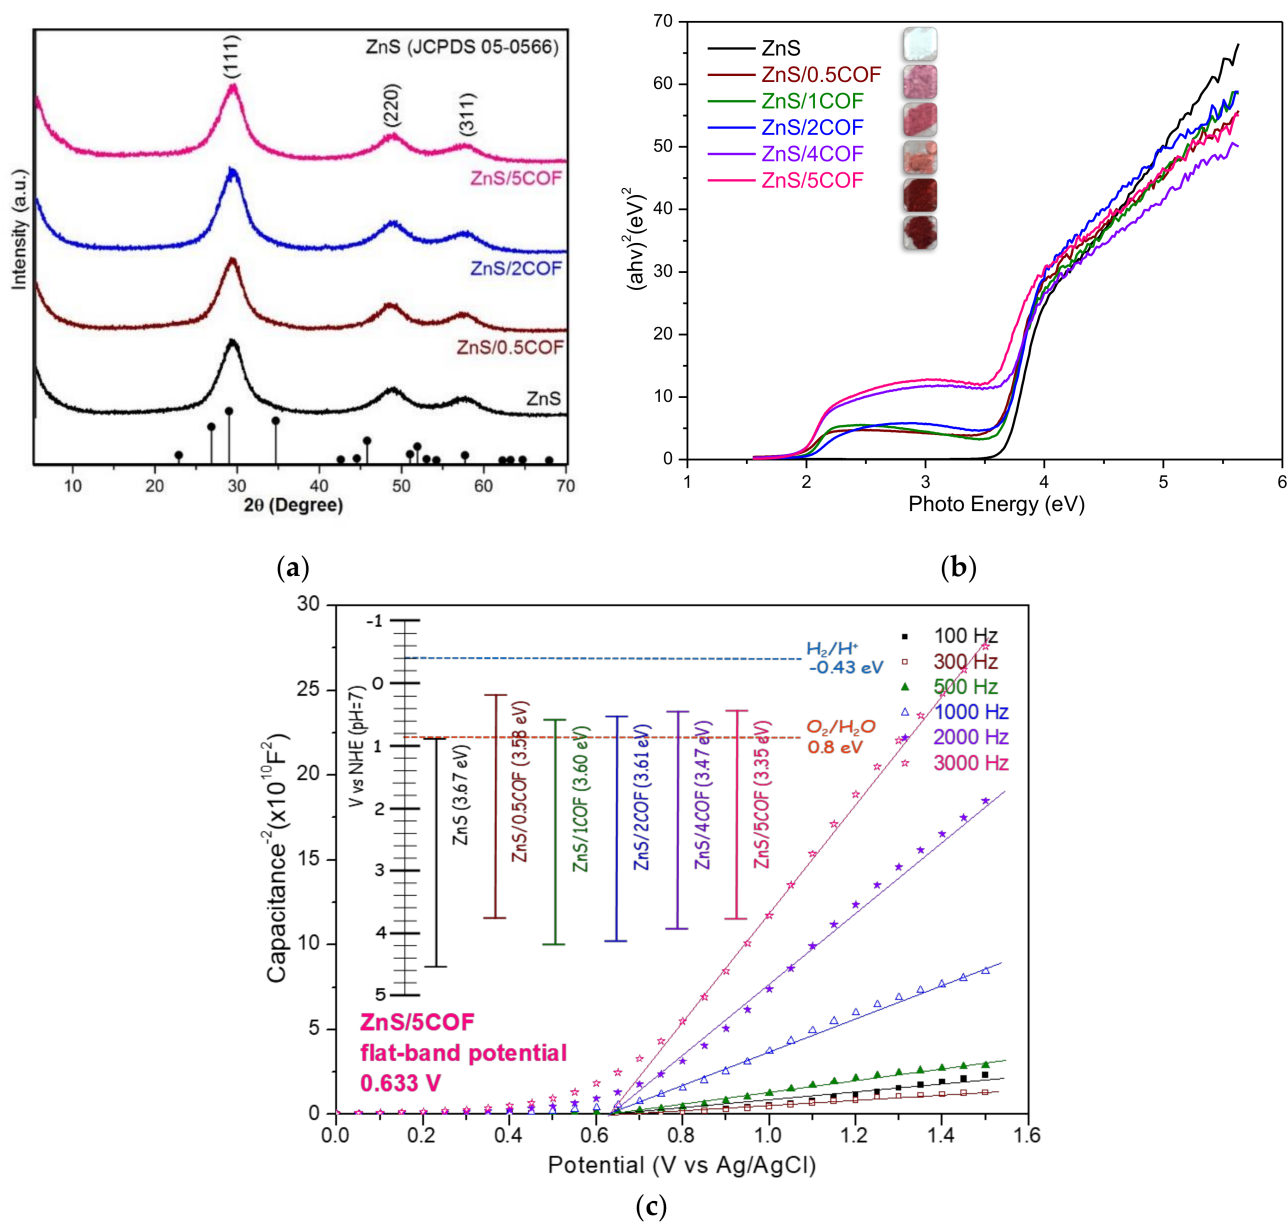 ZnS (JCPDS 05-0566)
(111)
(220)
(311)
ZnS/5COF
ZnS/2COF
ZnS/0.5COF
ZnS
Intensity (a.u.)
10 20 30 40 50 60 70
2θ (Degree)
(a)
70
60
50
40
30
20
10
0
(ahν)²(eV)²
ZnS
ZnS/0.5COF
ZnS/1COF
ZnS/2COF
ZnS/4COF
ZnS/5COF
1 2 3 4 5 6
Photo Energy (eV)
(b)
30
25
20
15
10
5
0
Capacitance⁻²(x10¹⁰F²)
-1
0
1
2
3
4
5
V vs NHE (pH=7)
H₂/H⁺
-0.43 eV
O₂/H₂O
0.8 eV
ZnS (3.67 eV)
ZnS/0.5COF (3.58 eV)
ZnS/1COF (3.60 eV)
ZnS/2COF (3.61 eV)
ZnS/4COF (3.47 eV)
ZnS/5COF (3.35 eV)
100 Hz
300 Hz
500 Hz
1000 Hz
2000 Hz
3000 Hz
ZnS/5COF
flat-band potential
0.633 V
0.0 0.2 0.4 0.6 0.8 1.0 1.2 1.4 1.6
Potential (V vs Ag/AgCl)
(c)